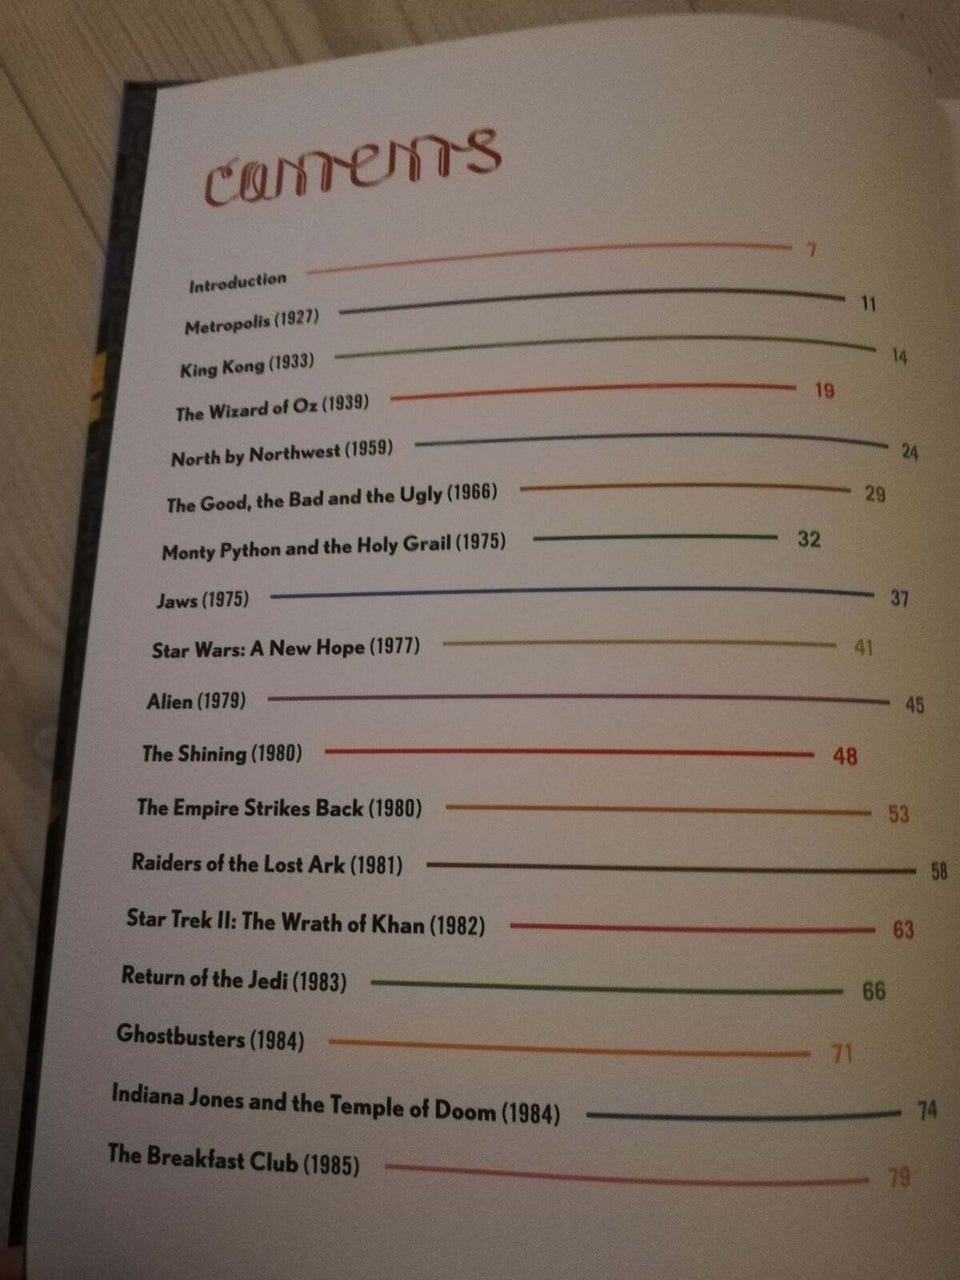 contents
Introduction 7
Metropolis (1927) 11
King Kong (1933) 14
The Wizard of Oz (1939) 19
North by Northwest (1959) 24
The Good, the Bad and the Ugly (1966) 29
Monty Python and the Holy Grail (1975) 32
Jaws (1975) 37
Star Wars: A New Hope (1977) 41
Alien (1979) 45
The Shining (1980) 48
The Empire Strikes Back (1980) 53
Raiders of the Lost Ark (1981) 58
Star Trek II: The Wrath of Khan (1982) 63
Return of the Jedi (1983) 66
Ghostbusters (1984) 71
Indiana Jones and the Temple of Doom (1984) 74
The Breakfast Club (1985) 79